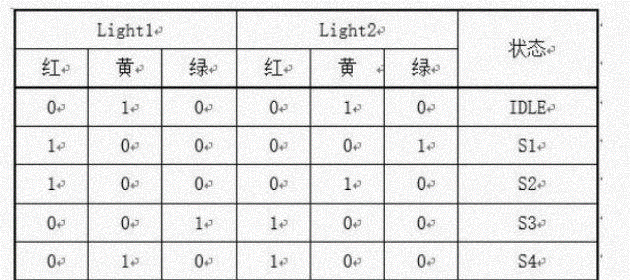 Light1 Light2 状态
红 黄 绿 红 黄 绿
0 1 0 0 1 0 IDLE
1 0 0 0 0 1 S1
1 0 0 0 1 0 S2
0 0 1 1 0 0 S3
0 1 0 1 0 0 S4